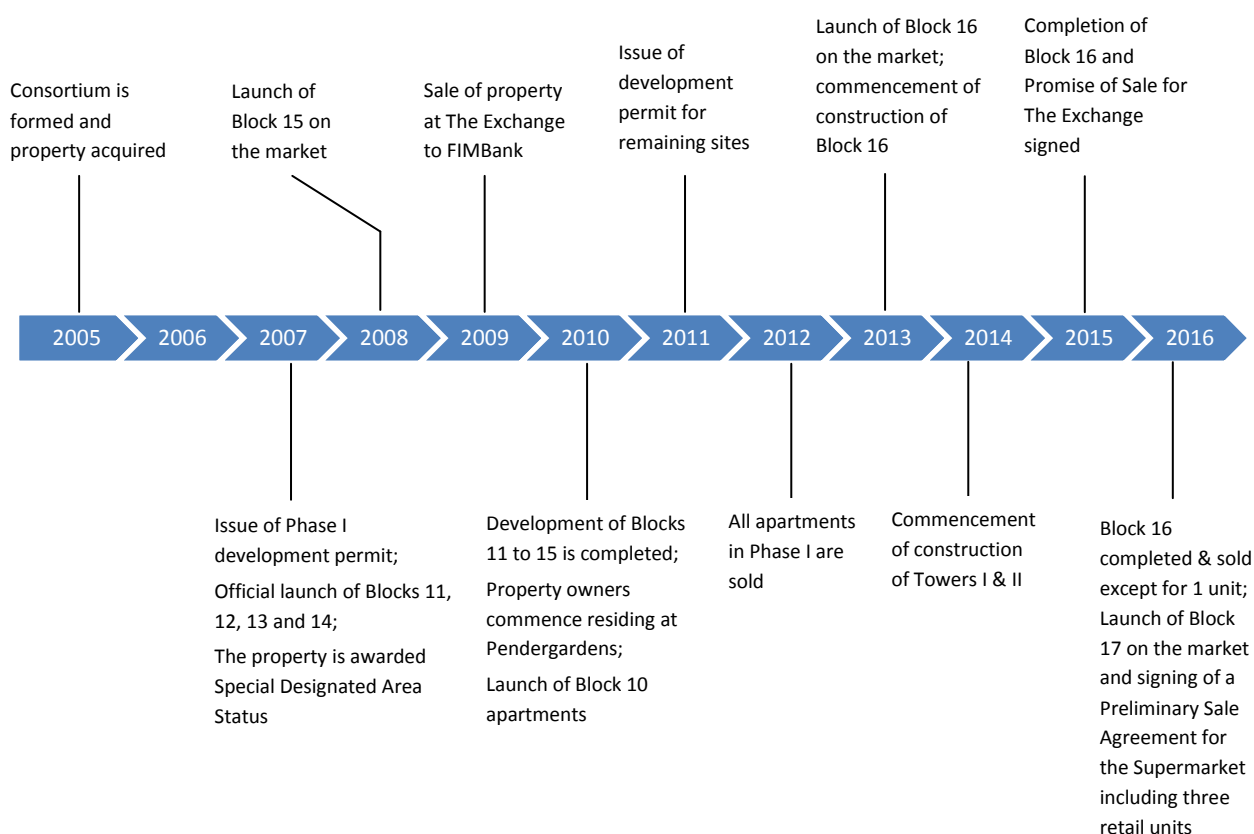 Consortium is
formed and
property acquired
Launch of
Block 15 on
the market
Sale of property
at The Exchange
to FIMBank
Issue of
development
permit for
remaining sites
Launch of Block 16
on the market;
commencement of
construction of
Block 16
Completion of
Block 16 and
Promise of Sale for
The Exchange
signed
2005 2006 2007 2008 2009 2010 2011 2012 2013 2014 2015 2016
Issue of Phase I
development permit;
Official launch of Blocks 11,
12, 13 and 14;
The property is awarded
Special Designated Area
Status
Development of Blocks
11 to 15 is completed;
Property owners
commence residing at
Pendergardens;
Launch of Block 10
apartments
All apartments
in Phase I are
sold
Commencement
of construction
of Towers I & II
Block 16
completed & sold
except for 1 unit;
Launch of Block
17 on the market
and signing of a
Preliminary Sale
Agreement for
the Supermarket
including three
retail units